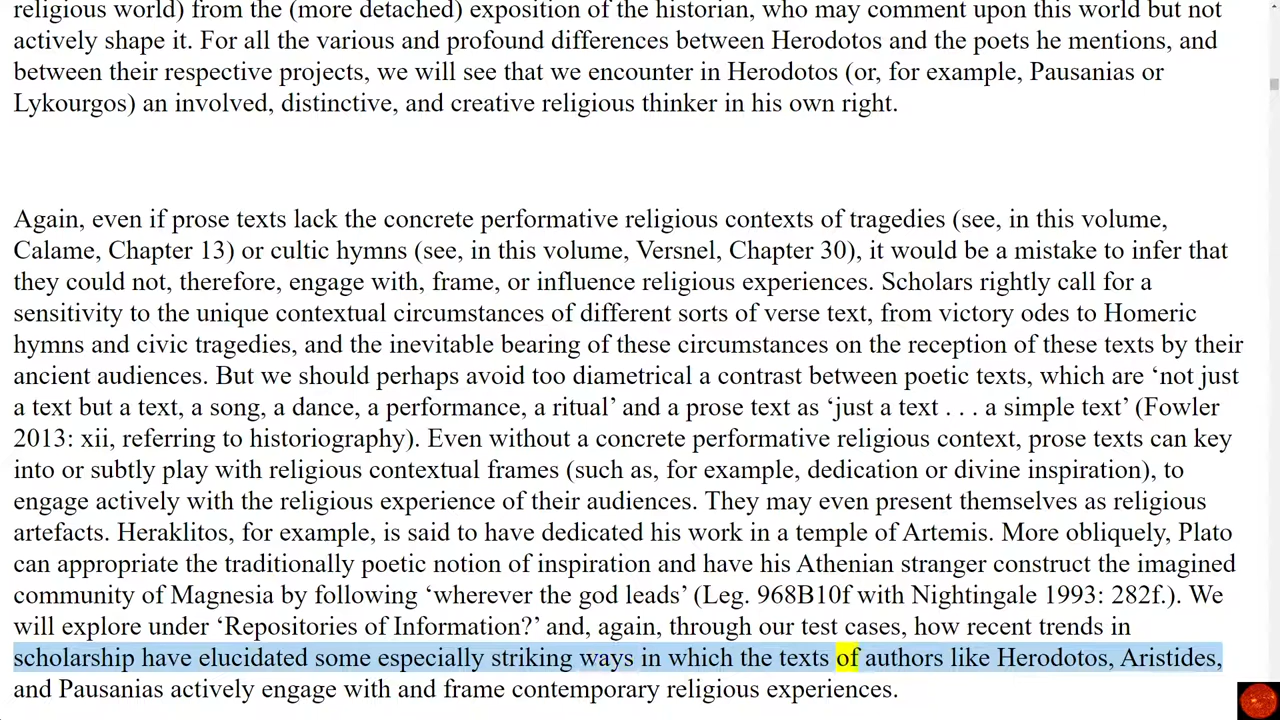 religious world) from the (more detached) exposition of the historian, who may comment upon this world but not
actively shape it. For all the various and profound differences between Herodotos and the poets he mentions, and
between their respective projects, we will see that we encounter in Herodotos (or, for example, Pausanias or
Lykourgos) an involved, distinctive, and creative religious thinker in his own right.
Again, even if prose texts lack the concrete performative religious contexts of tragedies (see, in this volume,
Calame, Chapter 13) or cultic hymns (see, in this volume, Versnel, Chapter 30), it would be a mistake to infer that
they could not, therefore, engage with, frame, or influence religious experiences. Scholars rightly call for a
sensitivity to the unique contextual circumstances of different sorts of verse text, from victory odes to Homeric
hymns and civic tragedies, and the inevitable bearing of these circumstances on the reception of these texts by their
ancient audiences. But we should perhaps avoid too diametrical a contrast between poetic texts, which are ‘not just
a text but a text, a song, a dance, a performance, a ritual’ and a prose text as ‘just a text . . . a simple text’ (Fowler
2013: xii, referring to historiography). Even without a concrete performative religious context, prose texts can key
into or subtly play with religious contextual frames (such as, for example, dedication or divine inspiration), to
engage actively with the religious experience of their audiences. They may even present themselves as religious
artefacts. Heraklitos, for example, is said to have dedicated his work in a temple of Artemis. More obliquely, Plato
can appropriate the traditionally poetic notion of inspiration and have his Athenian stranger construct the imagined
community of Magnesia by following ‘wherever the god leads’ (Leg. 968B10f with Nightingale 1993: 282f.). We
will explore under ‘Repositories of Information?’ and, again, through our test cases, how recent trends in
scholarship have elucidated some especially striking ways in which the texts of authors like Herodotos, Aristides,
and Pausanias actively engage with and frame contemporary religious experiences.